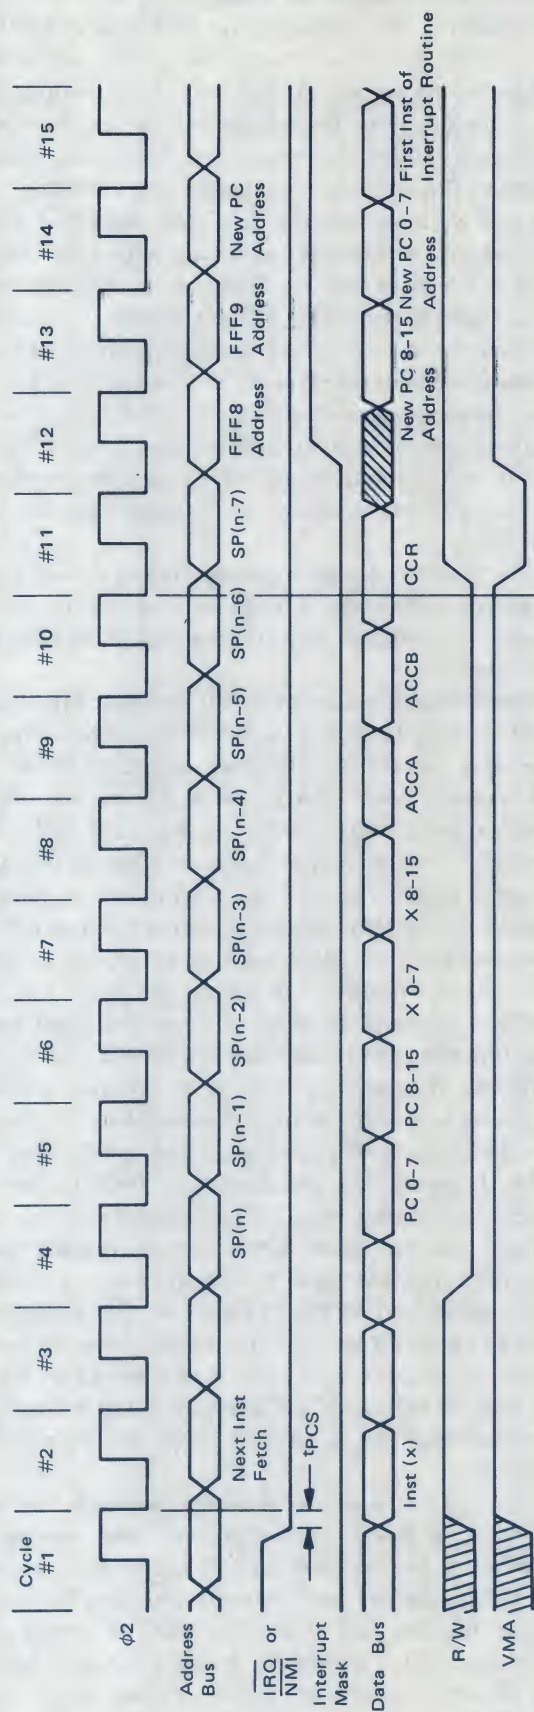 Cycle
#1 #2 #3 #4 #5 #6 #7 #8 #9 #10 #11 #12 #13 #14 #15
ϕ2
Address
Bus
Next Inst
Fetch
SP(n) SP(n-1) SP(n-2) SP(n-3) SP(n-4) SP(n-5) SP(n-6) SP(n-7)
FFF8
Address
FFF9
Address
New PC
Address
IRQ or
NMI
tPCS
Interrupt
Mask
Data Bus
Inst (x)
PC 0-7 PC 8-15 X 0-7 X 8-15 ACCA ACCB CCR
New PC 8-15
Address
New PC 0-7
Address
First Inst of
Interrupt Routine
R/W
VMA